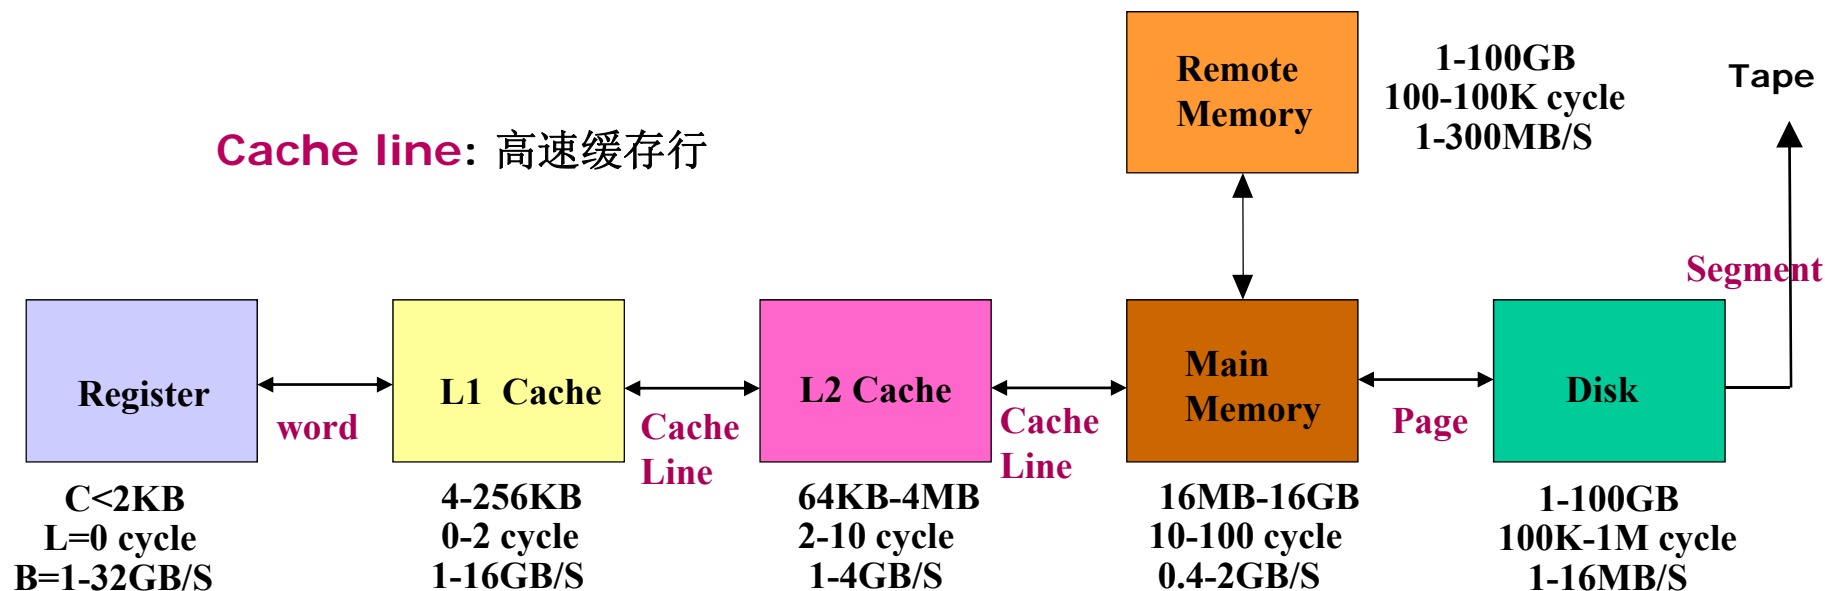 Remote
Memory
1-100GB
100-100K cycle
1-300MB/S
Tape
Cache line: 高速缓存行
Segment
Register
word
L1 Cache
Cache
Line
L2 Cache
Cache
Line
Main
Memory
Page
Disk
C<2KB
L=0 cycle
B=1-32GB/S
4-256KB
0-2 cycle
1-16GB/S
64KB-4MB
2-10 cycle
1-4GB/S
16MB-16GB
10-100 cycle
0.4-2GB/S
1-100GB
100K-1M cycle
1-16MB/S